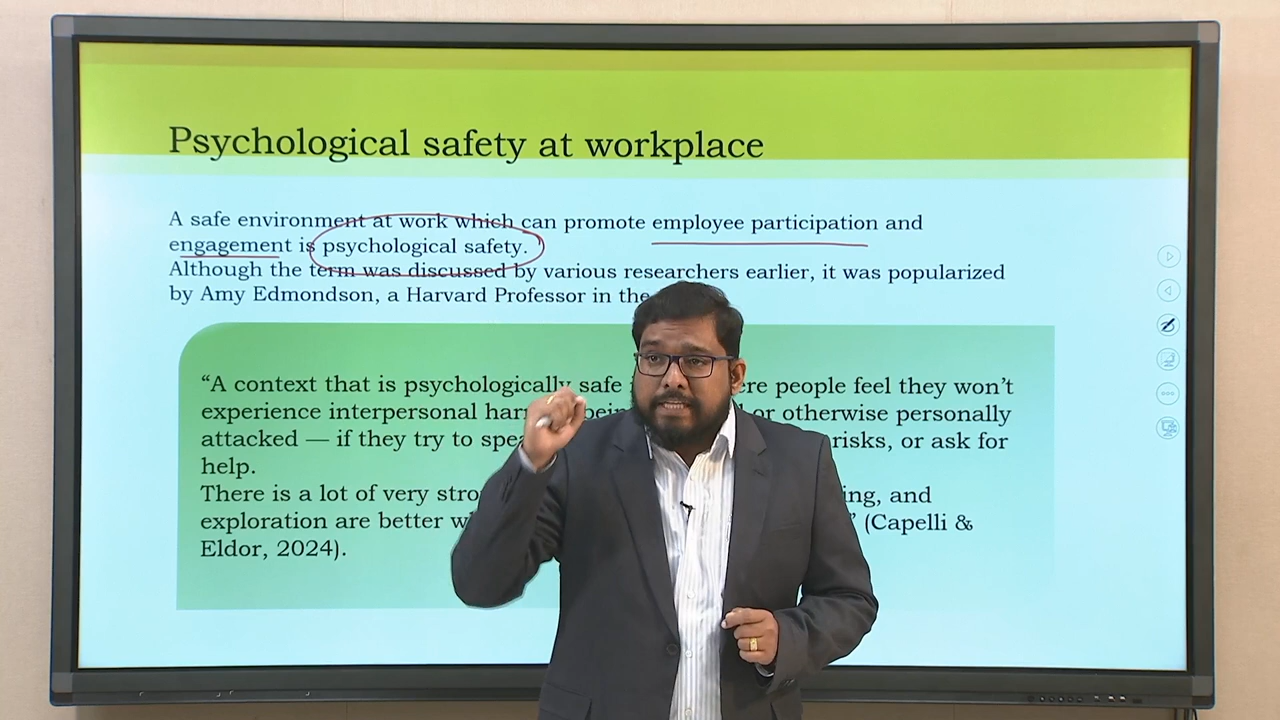 Psychological safety at workplace
A safe environment at work which can promote employee participation and
engagement is psychological safety.
Although the term was discussed by various researchers earlier, it was popularized
by Amy Edmondson, a Harvard Professor in the
“A context that is psychologically safe ere people feel they won’t
experience interpersonal har bei or otherwise personally
attacked — if they try to spe risks, or ask for
help.
There is a lot of very stro ing, and
exploration are better w ” (Capelli &
Eldor, 2024).